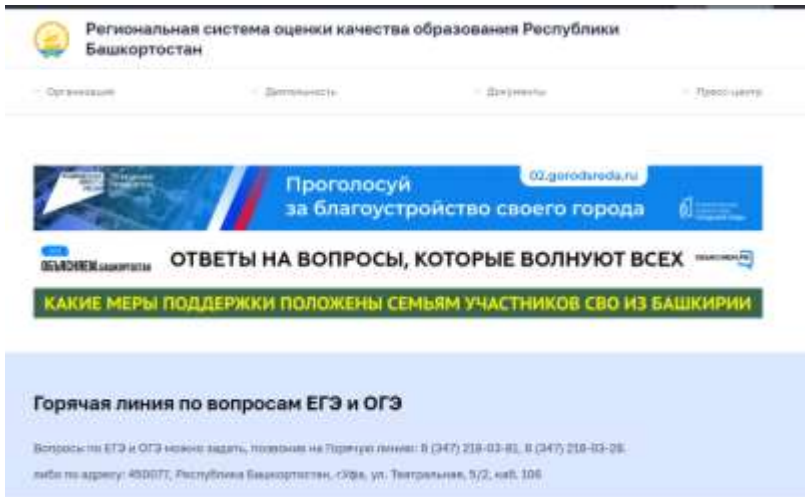 Региональная система оценки качества образования Республики
Башкортостан
Организация
Деятельность
Документы
Пресс-центр
02.gorodsreda.ru
Проголосуй
за благоустройство своего города
ОБЪЯСНЯЕМ
ОТВЕТЫ НА ВОПРОСЫ, КОТОРЫЕ ВОЛНУЮТ ВСЕХ
КАКИЕ МЕРЫ ПОДДЕРЖКИ ПОЛОЖЕНЫ СЕМЬЯМ УЧАСТНИКОВ СВО ИЗ БАШКИРИИ
Горячая линия по вопросам ЕГЭ и ОГЭ
Вопросы по ЕГЭ и ОГЭ можно задать, позвонив на Горячую линию: 8 (347) 218-03-81, 8 (347) 218-03-28.
либо по адресу: 450077, Республика Башкортостан, г.Уфа, ул. Театральная, 5/2, каб. 106